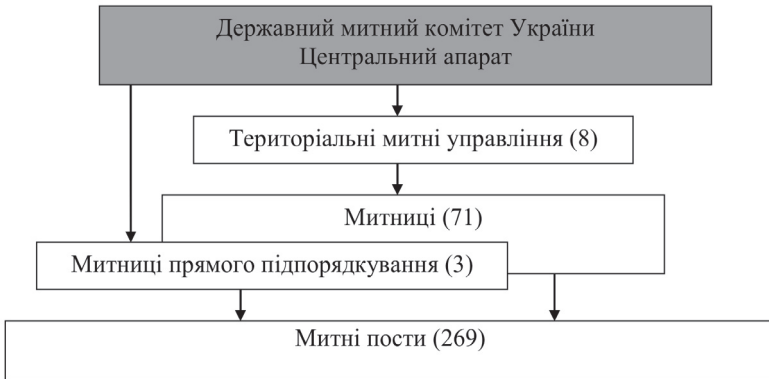 Державний митний комітет України
Центральний апарат
Територіальні митні управління (8)
Митниці (71)
Митниці прямого підпорядкування (3)
Митні пости (269)